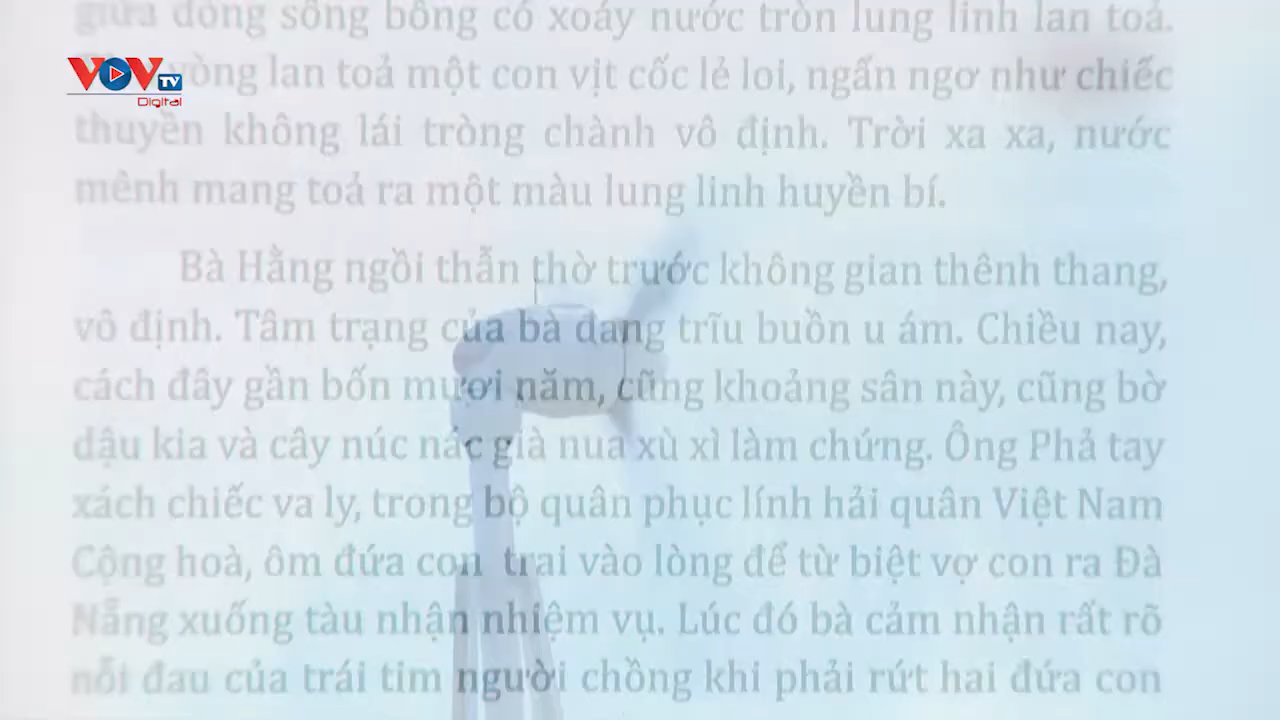 giữa dòng sông bỗng có xoáy nước tròn lung linh lan toả.
VOV TV
vòng lan toả một con vịt cốc lẻ loi, ngẩn ngơ như chiếc
Digital
thuyền không lái tròng chành vô định. Trời xa xa, nước
mênh mang toả ra một màu lung linh huyền bí.
Bà Hằng ngồi thẫn thờ trước không gian thênh thang,
vô định. Tâm trạng của bà đang trĩu buồn u ám. Chiều nay,
cách đây gần bốn mươi năm, cũng khoảng sân này, cũng bờ
dậu kia và cây núc nác già nua xù xì làm chứng. Ông Phả tay
xách chiếc va ly, trong bộ quân phục lính hải quân Việt Nam
Cộng hoà, ôm đứa con trai vào lòng để từ biệt vợ con ra Đà
Nẵng xuống tàu nhận nhiệm vụ. Lúc đó bà cảm nhận rất rõ
nỗi đau của trái tim người chồng khi phải rứt hai đứa con